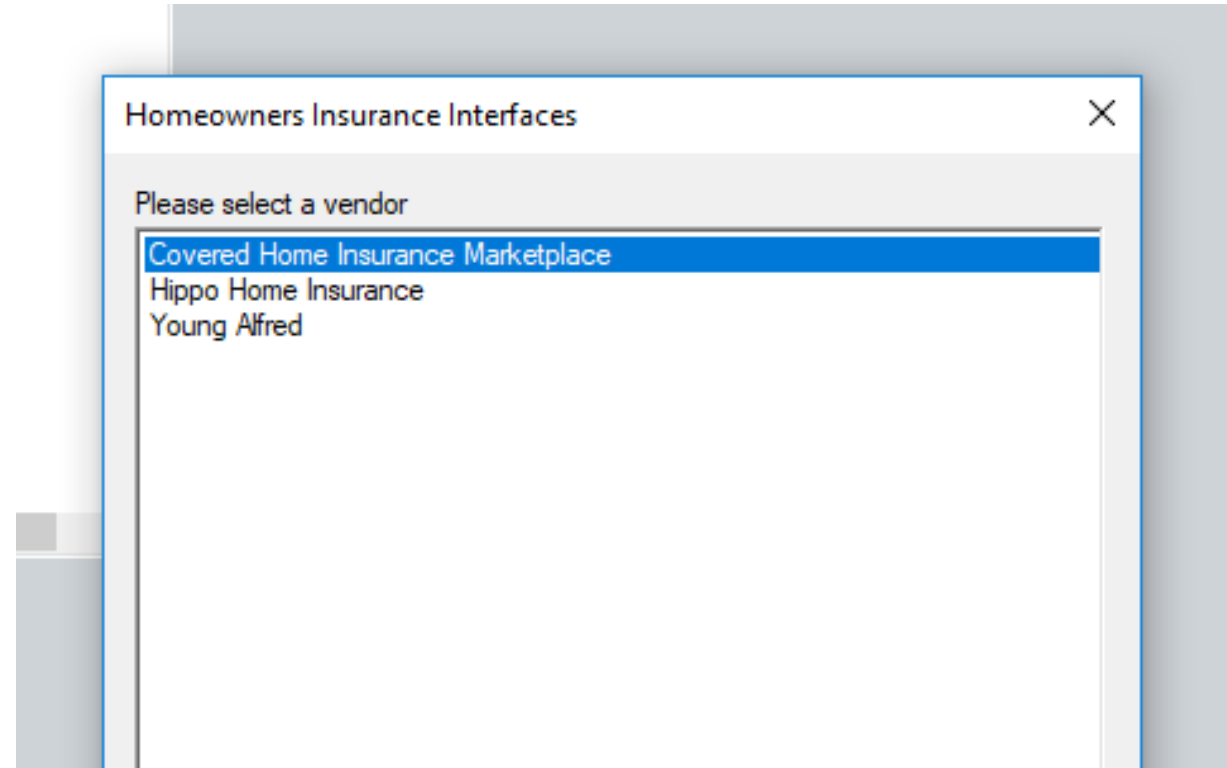 Homeowners Insurance Interfaces
Please select a vendor
Covered Home Insurance Marketplace
Hippo Home Insurance
Young Alfred